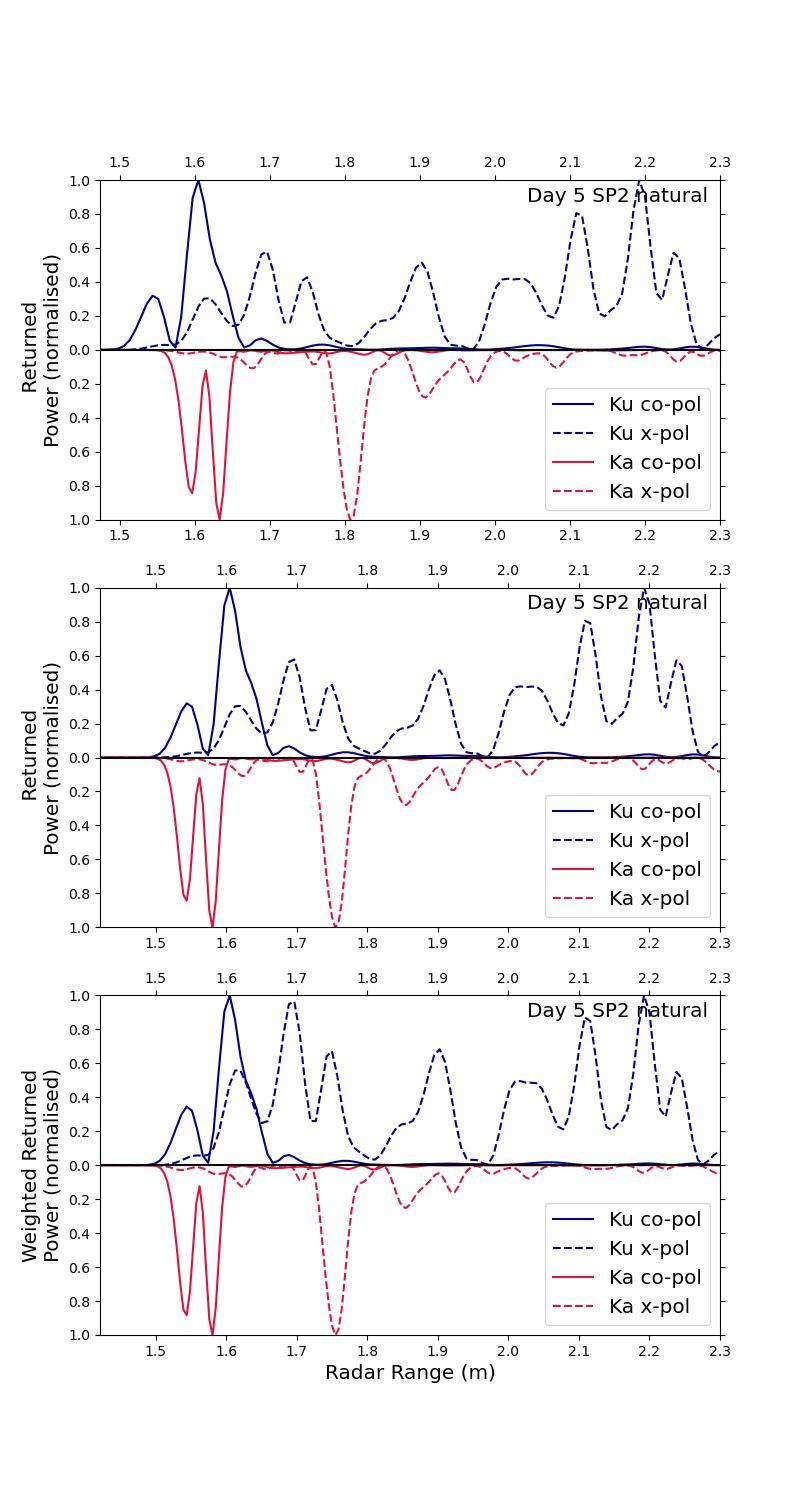 1.5 1.6 1.7 1.8 1.9 2.0 2.1 2.2 2.3
Day 5 SP2 natural
1.0
0.8
0.6
0.4
0.2
0.0
0.2
0.4
0.6
0.8
1.0
Returned
Power (normalised)
Ku co-pol
Ku x-pol
Ka co-pol
Ka x-pol
1.5 1.6 1.7 1.8 1.9 2.0 2.1 2.2 2.3
1.5 1.6 1.7 1.8 1.9 2.0 2.1 2.2 2.3
Day 5 SP2 natural
1.0
0.8
0.6
0.4
0.2
0.0
0.2
0.4
0.6
0.8
1.0
Returned
Power (normalised)
Ku co-pol
Ku x-pol
Ka co-pol
Ka x-pol
1.5 1.6 1.7 1.8 1.9 2.0 2.1 2.2 2.3
1.5 1.6 1.7 1.8 1.9 2.0 2.1 2.2 2.3
Day 5 SP2 natural
1.0
0.8
0.6
0.4
0.2
0.0
0.2
0.4
0.6
0.8
1.0
Weighted Returned
Power (normalised)
Ku co-pol
Ku x-pol
Ka co-pol
Ka x-pol
1.5 1.6 1.7 1.8 1.9 2.0 2.1 2.2 2.3
Radar Range (m)